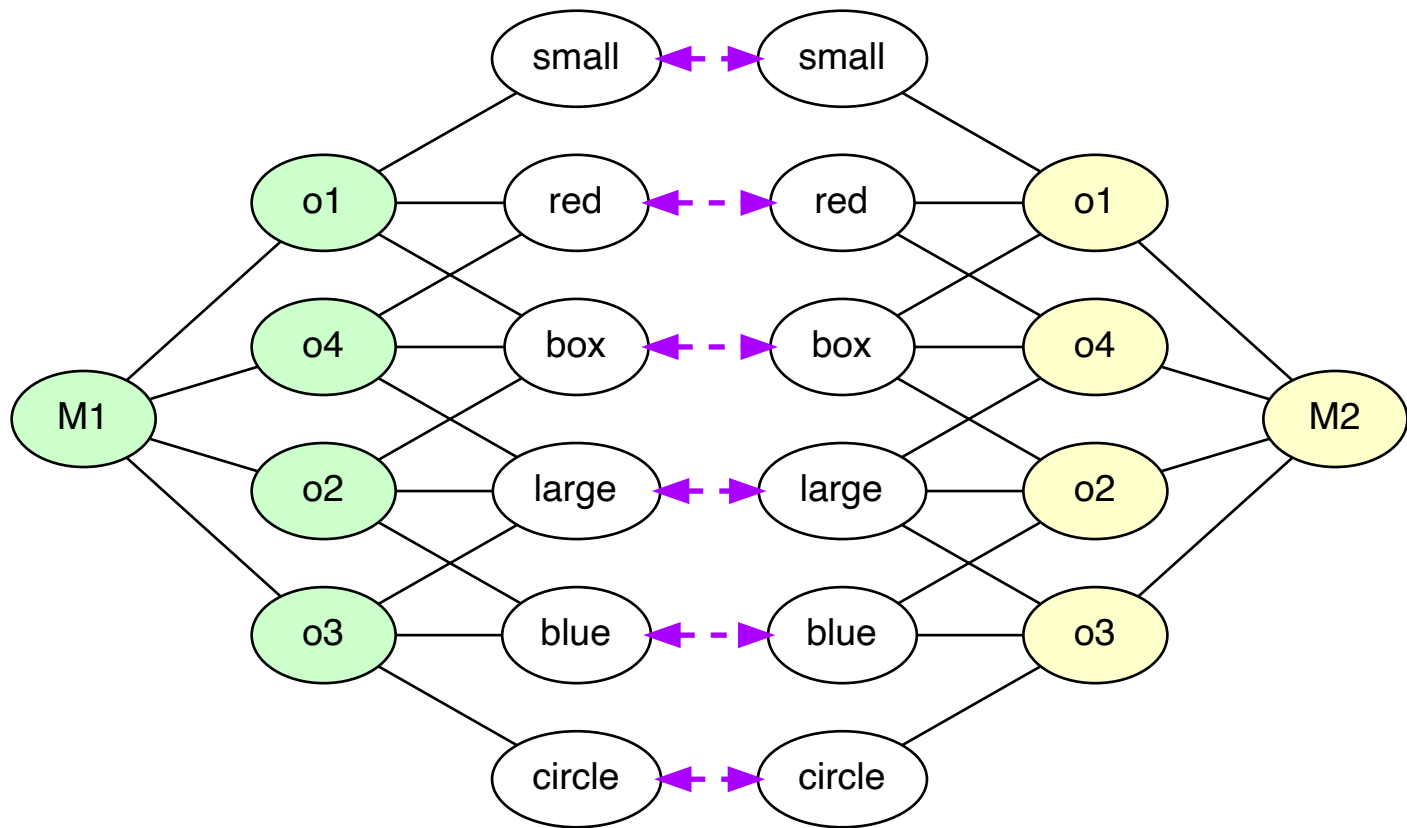 small small
o1 red red o1
o4 box box o4
M1 M2
o2 large large o2
o3 blue blue o3
circle circle